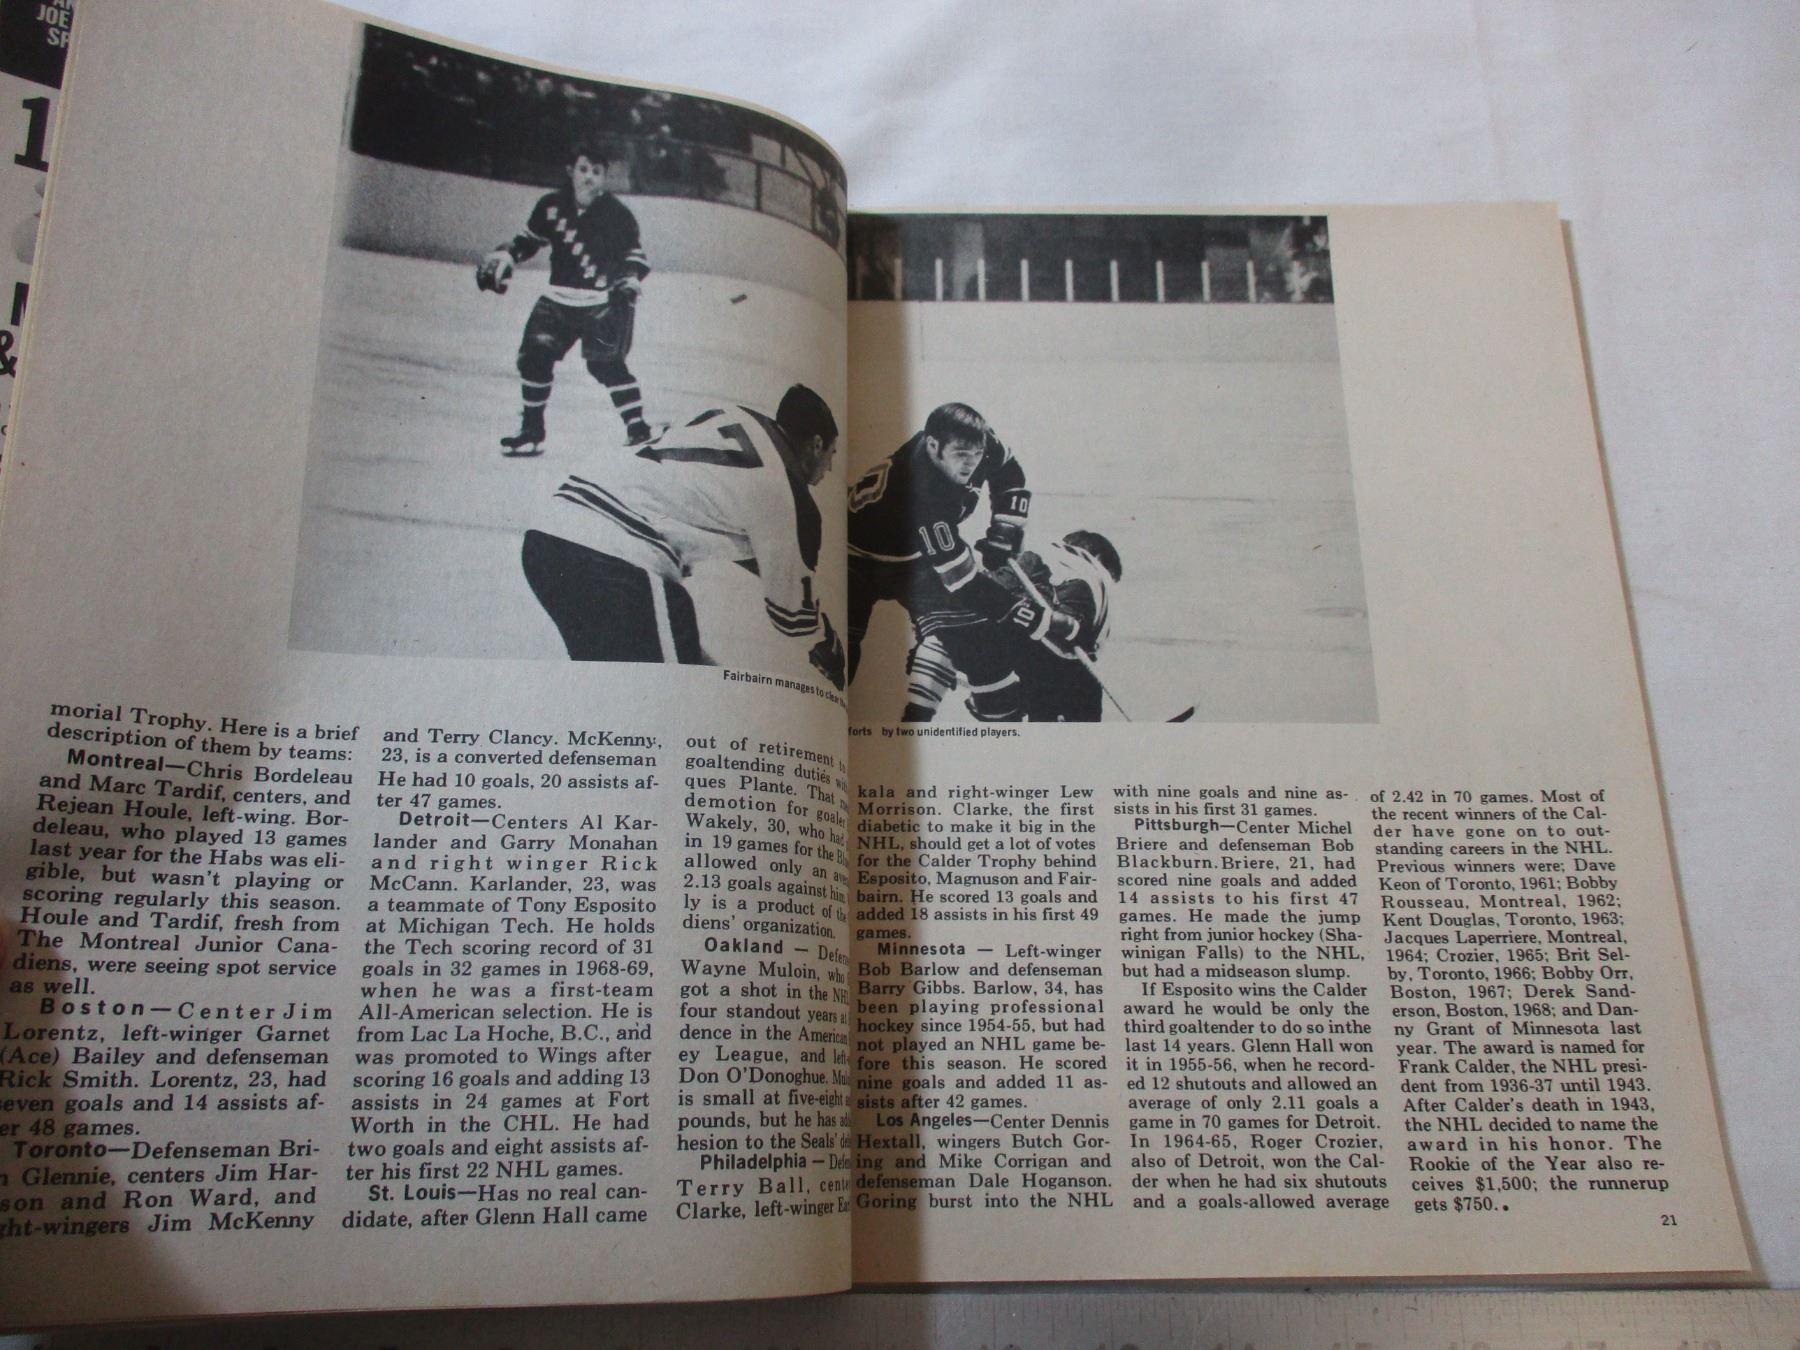 JOE
SP
1
&
7
1
10
10
10
Fairbairn manages to clear the
forts by two unidentified players.
morial Trophy. Here is a brief
description of them by teams:
Montreal—Chris Bordeleau
and Marc Tardif, centers, and
Rejean Houle, left-wing. Bor-
deleau, who played 13 games
last year for the Habs was eli-
gible, but wasn't playing or
scoring regularly this season.
Houle and Tardif, fresh from
The Montreal Junior Cana-
diens, were seeing spot service
as well.
Boston—Center Jim
Lorentz, left-winger Garnet
(Ace) Bailey and defenseman
Rick Smith. Lorentz, 23, had
seven goals and 14 assists af-
er 48 games.
Toronto—Defenseman Bri-
n Glennie, centers Jim Har-
son and Ron Ward, and
ght-wingers Jim McKenny
and Terry Clancy. McKenny,
23, is a converted defenseman
He had 10 goals, 20 assists af-
ter 47 games.
Detroit—Centers Al Kar-
lander and Garry Monahan
and right winger Rick
McCann. Karlander, 23, was
a teammate of Tony Esposito
at Michigan Tech. He holds
the Tech scoring record of 31
goals in 32 games in 1968-69,
when he was a first-team
All-American selection. He is
from Lac La Hoche, B.C., and
was promoted to Wings after
scoring 16 goals and adding 13
assists in 24 games at Fort
Worth in the CHL. He had
two goals and eight assists af-
ter his first 22 NHL games.
St. Louis—Has no real can-
didate, after Glenn Hall came
out of retirement to
goaltending duties with
ques Plante. That
demotion for goaler
Wakely, 30, who had
in 19 games for the
allowed only an
2.13 goals against him
ly is a product of the
diens' organization.
Oakland — Defen
Wayne Muloin, who
got a shot in the NHL
four standout years
dence in the American
ey League, and left-
Don O'Donoghue.
is small at five-eight
pounds, but he has
hesion to the Seals'
Philadelphia — Defen
Terry Ball, cente
Clarke, left-winger
kala and right-winger Lew
Morrison. Clarke, the first
diabetic to make it big in the
NHL, should get a lot of votes
for the Calder Trophy behind
Esposito, Magnuson and Fair-
bairn. He scored 13 goals and
added 18 assists in his first 49
games.
Minnesota — Left-winger
Bob Barlow and defenseman
Barry Gibbs. Barlow, 34, has
been playing professional
hockey since 1954-55, but had
not played an NHL game be-
fore this season. He scored
nine goals and added 11 as-
sists after 42 games.
Los Angeles—Center Dennis
Hextall, wingers Butch Gor-
ing and Mike Corrigan and
defenseman Dale Hoganson.
Goring burst into the NHL
with nine goals and nine as-
sists in his first 31 games.
Pittsburgh—Center Michel
Briere and defenseman Bob
Blackburn. Briere, 21, had
scored nine goals and added
14 assists to his first 47
games. He made the jump
right from junior hockey (Sha-
winigan Falls) to the NHL,
but had a midseason slump.
If Esposito wins the Calder
award he would be only the
third goaltender to do so inthe
last 14 years. Glenn Hall won
it in 1955-56, when he record-
ed 12 shutouts and allowed an
average of only 2.11 goals a
game in 70 games for Detroit.
In 1964-65, Roger Crozier,
also of Detroit, won the Cal-
der when he had six shutouts
and a goals-allowed average
of 2.42 in 70 games. Most of
the recent winners of the Cal-
der have gone on to out-
standing careers in the NHL.
Previous winners were; Dave
Keon of Toronto, 1961; Bobby
Rousseau, Montreal, 1962;
Kent Douglas, Toronto, 1963;
Jacques Laperriere, Montreal,
1964; Crozier, 1965; Brit Sel-
by, Toronto, 1966; Bobby Orr,
Boston, 1967; Derek Sand-
erson, Boston, 1968; and Dan-
ny Grant of Minnesota last
year. The award is named for
Frank Calder, the NHL presi-
dent from 1936-37 until 1943.
After Calder's death in 1943,
the NHL decided to name the
award in his honor. The
Rookie of the Year also re-
ceives $1,500; the runnerup
gets $750..
21